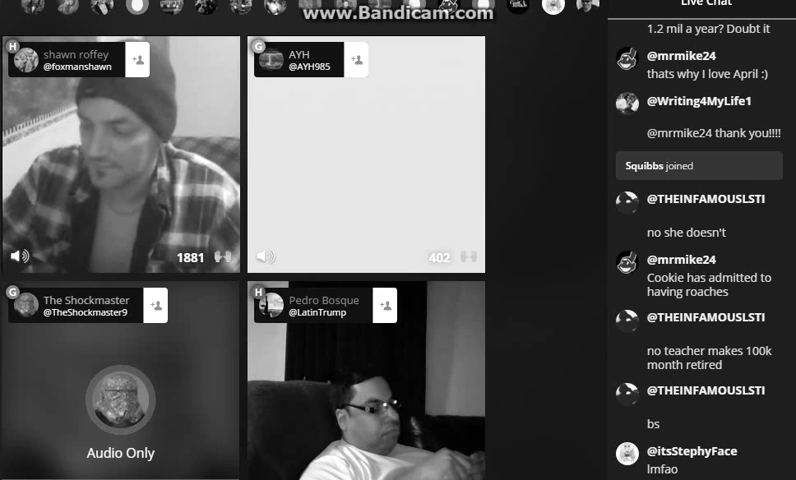 www.Bandicam.com
Live Chat
H
shawn roffey
@foxmanshawn
1881
G
AYH
@AYH985
402
G
The Shockmaster
@TheShockmaster9
Audio Only
H
Pedro Bosque
@LatinTrump
1.2 mil a year? Doubt it
@mrmike24
thats why I love April :)
@Writing4MyLife1
@mrmike24 thank you!!!!
Squibbs joined
@THEINFAMOUSLSTI
no she doesn't
@mrmike24
Cookie has admitted to
having roaches
@THEINFAMOUSLSTI
no teacher makes 100k
month retired
@THEINFAMOUSLSTI
bs
@itsStephyFace
lmfao